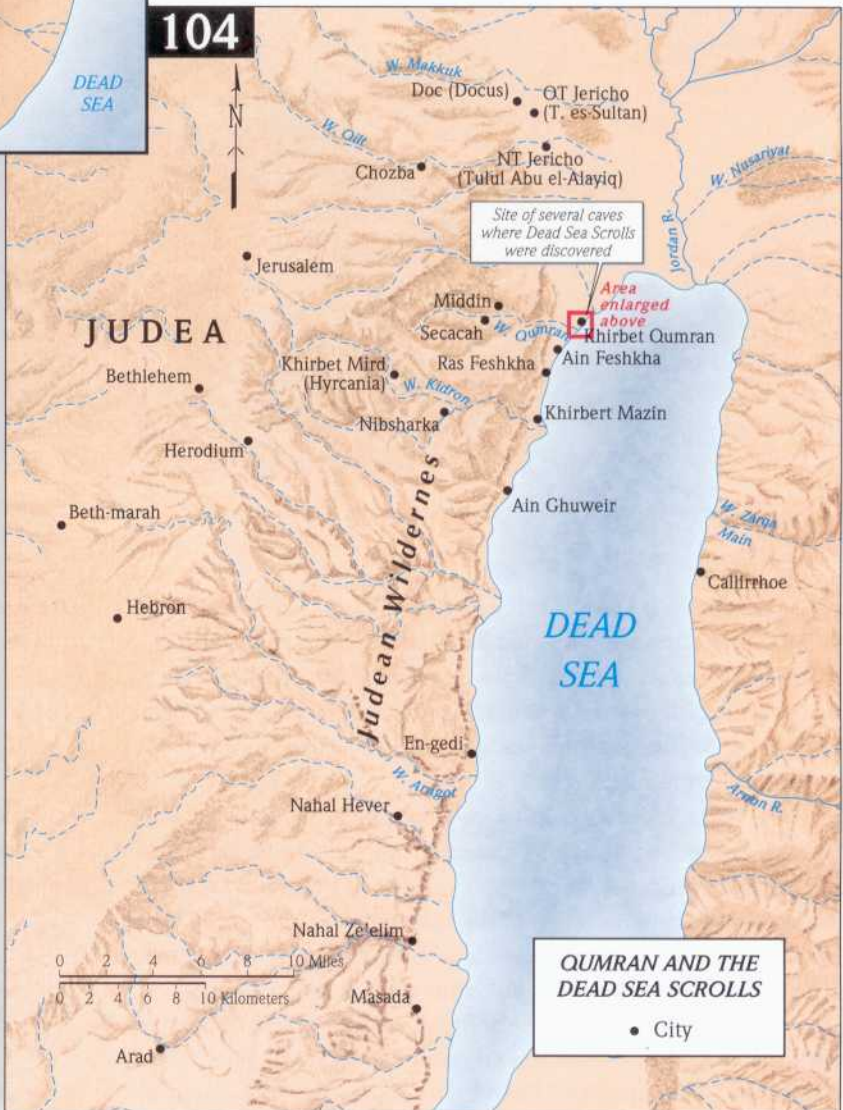 104
DEAD
SEA
N
W. Makkuk
Doc (Docus)
OT Jericho
(T. es-Sultan)
W. Qilt
NT Jericho
(Tulul Abu el-Alayiq)
Chozba
W. Nusariyat
Jordan R.
Site of several caves
where Dead Sea Scrolls
were discovered
Jerusalem
Area
enlarged
above
Middin
Secacah
W. Qumran
Khirbet Qumran
JUDEA
Ain Feshkha
Ras Feshkha
Khirbet Mird
(Hyrcania)
Bethlehem
W. Kidron
Nibsharka
Khirbert Mazin
Herodium
Ain Ghuweir
Beth-marah
W. Zarqa
Main
Callirrhoe
Hebron
Judean Wildernes
DEAD
SEA
En-gedi
W. Arugot
Arnon R.
Nahal Hever
Nahal Ze'elim
0 2 4 6 8 10 Miles
0 2 4 6 8 10 Kilometers
Masada
Arad
QUMRAN AND THE
DEAD SEA SCROLLS
City